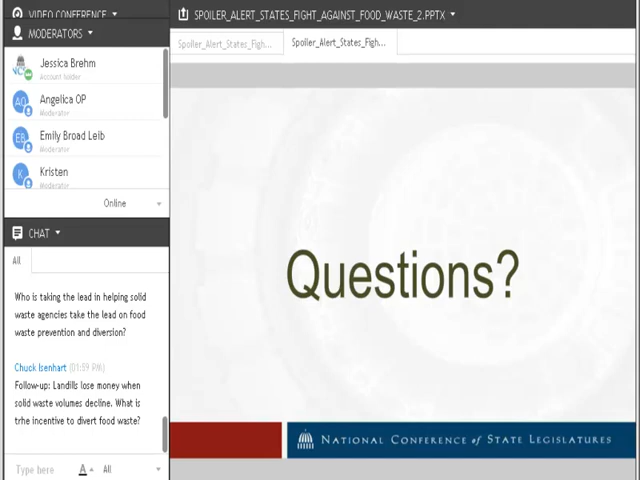 VIDEO CONFERENCE
MODERATORS
Jessica Brehm
Account holder
AO
Angelica OP
Moderator
EB
Emily Broad Leib
Moderator
K
Kristen
Moderator
Online
CHAT
All
Who is taking the lead in helping solid
waste agencies take the lead on food
waste prevention and diversion?
Chuck Isenhart (01:59 PM)
Follow-up: Landills lose money when
solid waste volumes decline. What is
trhe incentive to divert food waste?
Type here
A
All
SPOILER_ALERT_STATES_FIGHT_AGAINST_FOOD_WASTE_2.PPTX
Spoiler_Alert_States_Figh...
Spoiler_Alert_States_Figh...
Questions?
NATIONAL CONFERENCE of STATE LEGISLATURES